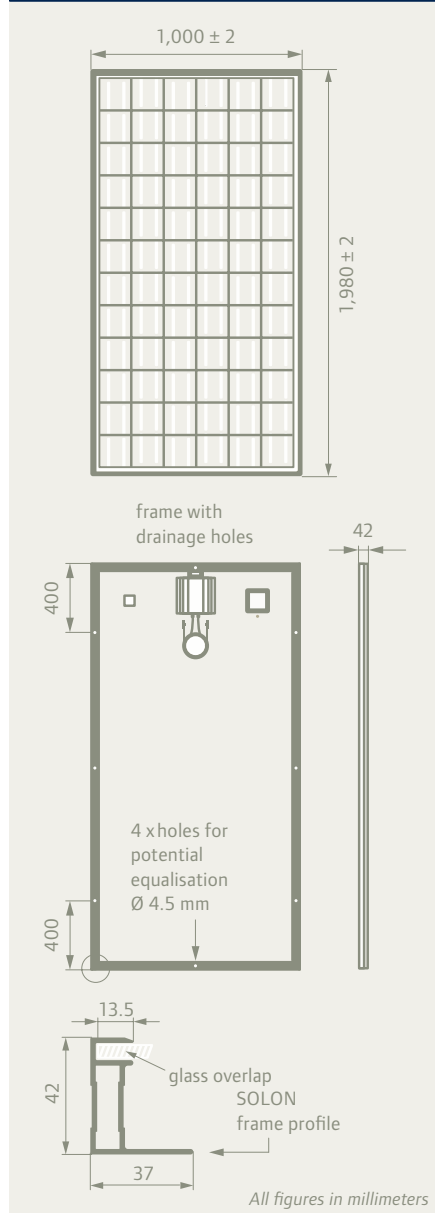 1,000 ± 2
1,980 ± 2
frame with
drainage holes
42
400
4 x holes for
potential
equalisation
Ø 4.5 mm
400
13.5
glass overlap
42
SOLON
frame profile
37
All figures in millimeters